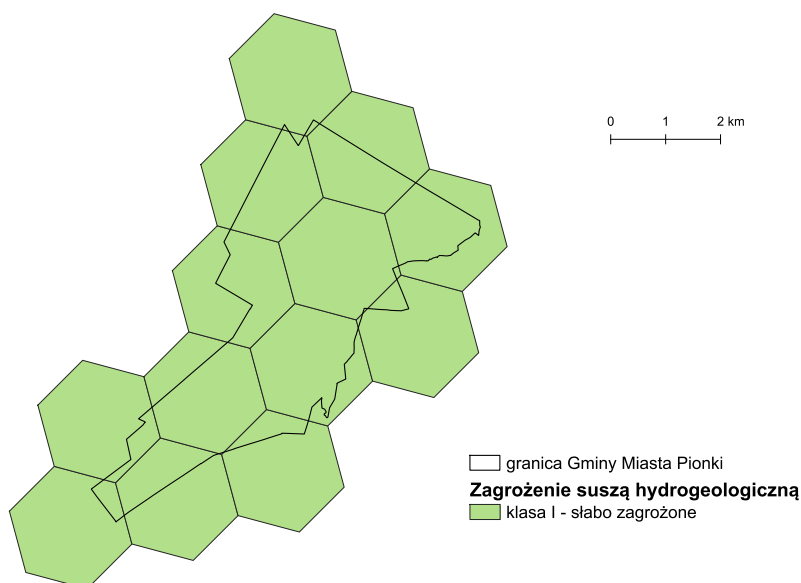 0 1 2 km
granica Gminy Miasta Pionki
Zagrożenie suszą hydrogeologiczną
klasa I - słabo zagrożone